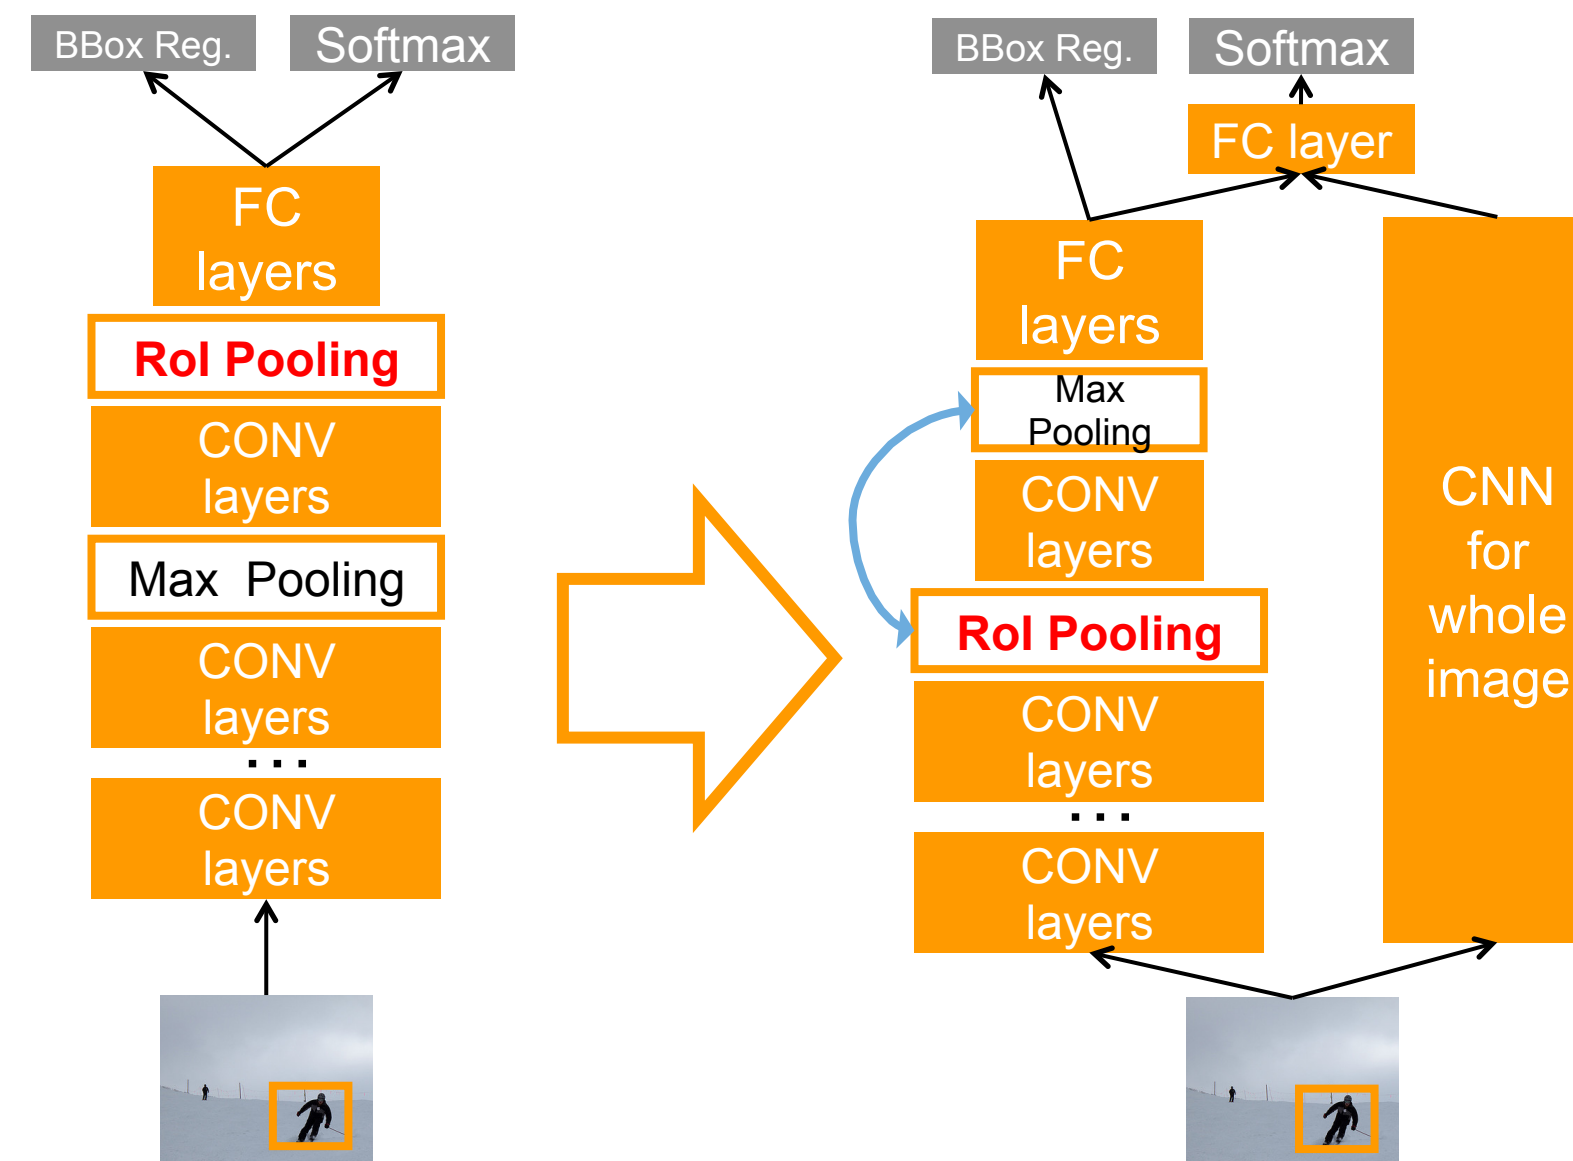 BBox Reg.
Softmax
FC
layers
RoI Pooling
CONV
layers
Max Pooling
CONV
layers
...
CONV
layers
BBox Reg.
Softmax
FC layer
FC
layers
Max
Pooling
CONV
layers
RoI Pooling
CONV
layers
...
CONV
layers
CNN
for
whole
image